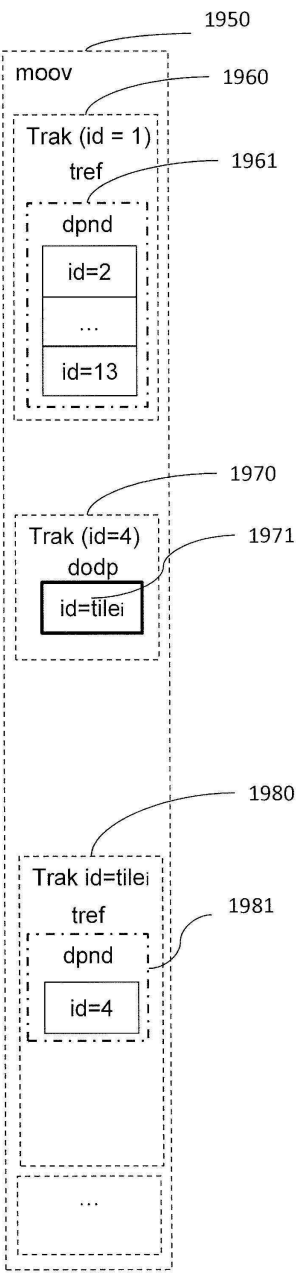 1950
moov
1960
Trak (id = 1)
tref
1961
dpnd
id=2
...
id=13
1970
Trak (id=4)
1971
dodp
id=tilei
1980
Trak id=tilei
tref
1981
dpnd
id=4
...